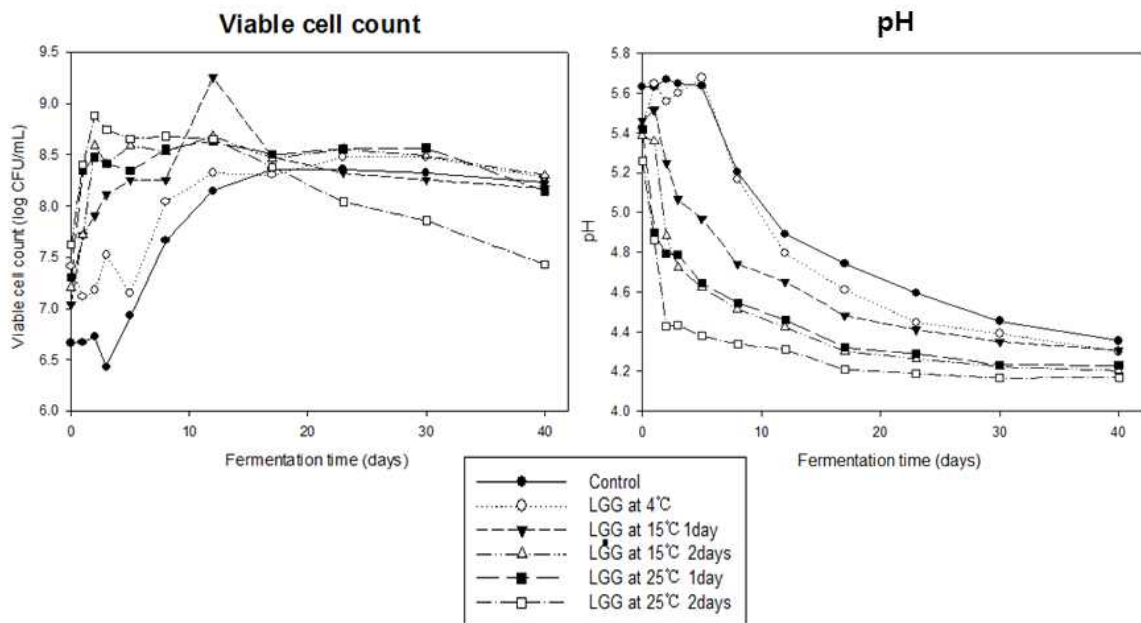 Viable cell count
pH
9.5
9.0
8.5
8.0
7.5
7.0
6.5
6.0
Viable cell count (log CFU/mL)
0 10 20 30 40
Fermentation time (days)
5.8
5.6
5.4
5.2
5.0
4.8
4.6
4.4
4.2
4.0
pH
0 10 20 30 40
Fermentation time (days)
Control
LGG at 4℃
LGG at 15℃ 1day
LGG at 15℃ 2days
LGG at 25℃ 1day
LGG at 25℃ 2days